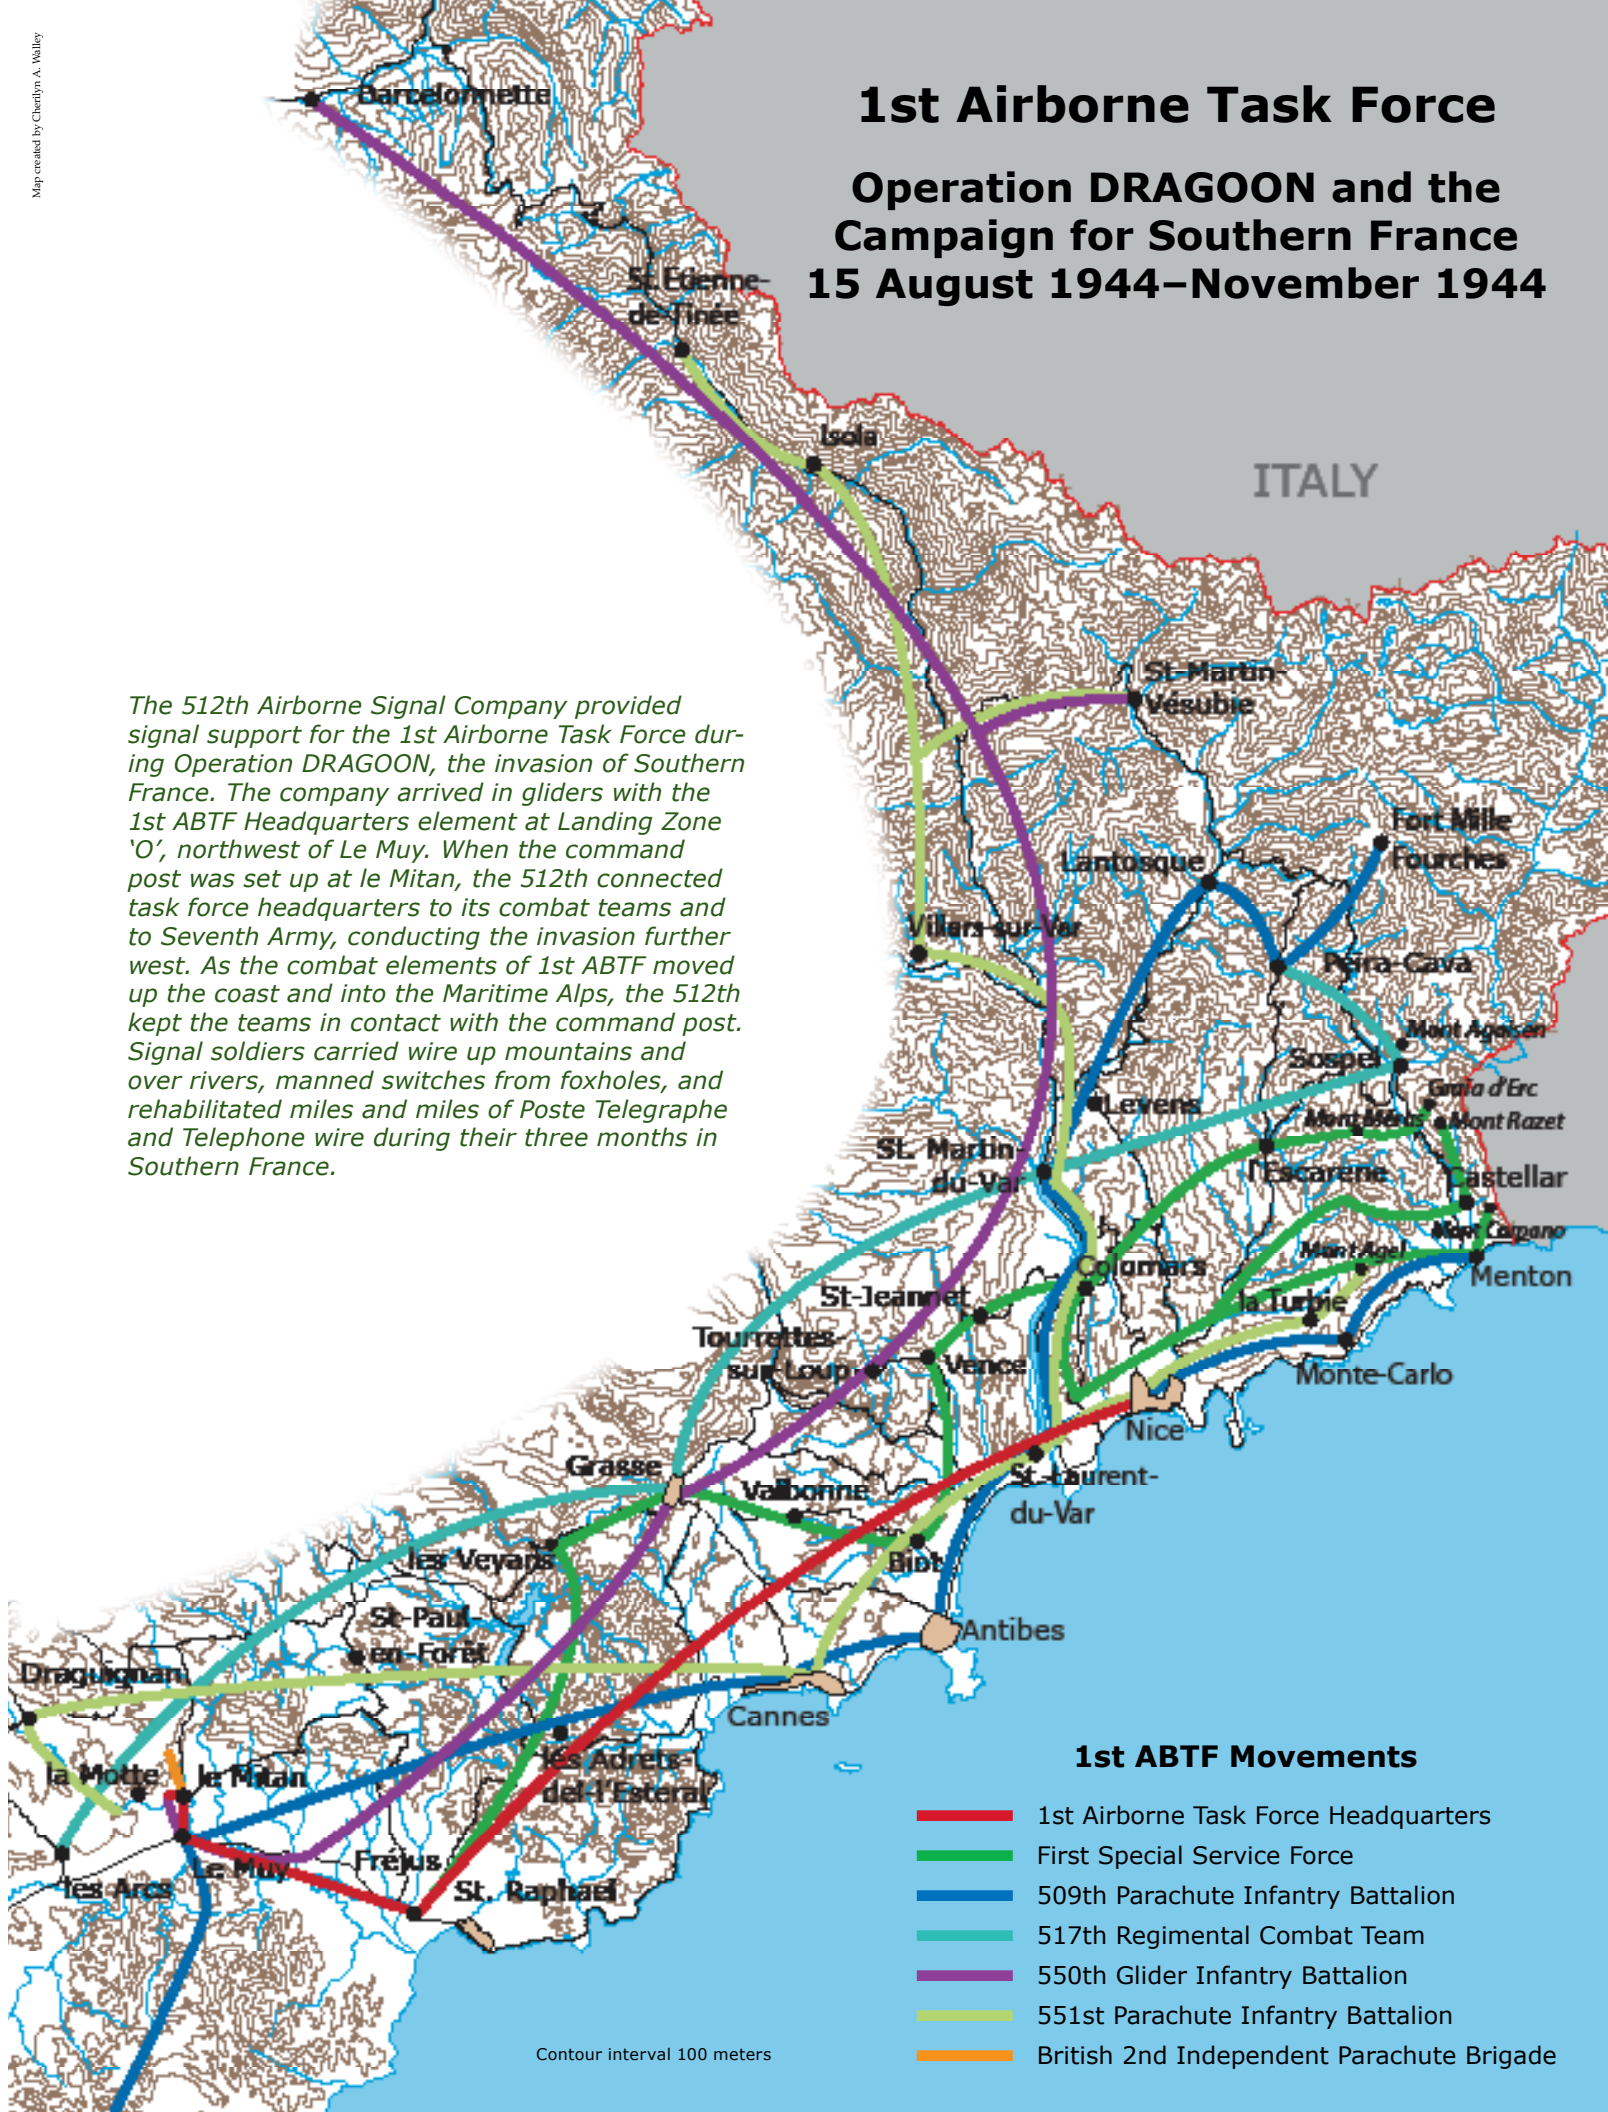 Map created by Cherilyn A. Walley
1st Airborne Task Force
Operation DRAGOON and the
Campaign for Southern France
15 August 1944–November 1944
Barcelonnette
St. Etienne-
de-Tinée
Isola
ITALY
St-Martin-
Vésubie
Fort Mille
Fourches
Lantosque
Villars-sur-Var
Peira-Cava
Mont Agaisen
Sospel
Graia d'Erc
Levens
Mont Razet
St. Martin-
du-Var
l'Escarene
Castellar
Mont Agel
Colomars
Menton
St-Jeannet
la Turbie
Tourrettes-
sur-Loup
Vence
Monte-Carlo
Nice
Grasse
Valbonne
St-Laurent-
du-Var
les Veyans
Biot
St-Paul-
en-Forêt
Antibes
Draguignan
Cannes
les Adrets-
del-l'Esteral
la Motte
le Mitan
Le Muy
Fréjus
les Arcs
St. Raphael
The 512th Airborne Signal Company provided
signal support for the 1st Airborne Task Force dur-
ing Operation DRAGOON, the invasion of Southern
France. The company arrived in gliders with the
1st ABTF Headquarters element at Landing Zone
‘O’, northwest of Le Muy. When the command
post was set up at le Mitan, the 512th connected
task force headquarters to its combat teams and
to Seventh Army, conducting the invasion further
west. As the combat elements of 1st ABTF moved
up the coast and into the Maritime Alps, the 512th
kept the teams in contact with the command post.
Signal soldiers carried wire up mountains and
over rivers, manned switches from foxholes, and
rehabilitated miles and miles of Poste Telegraphe
and Telephone wire during their three months in
Southern France.
1st ABTF Movements
1st Airborne Task Force Headquarters
First Special Service Force
509th Parachute Infantry Battalion
517th Regimental Combat Team
550th Glider Infantry Battalion
551st Parachute Infantry Battalion
British 2nd Independent Parachute Brigade
Contour interval 100 meters